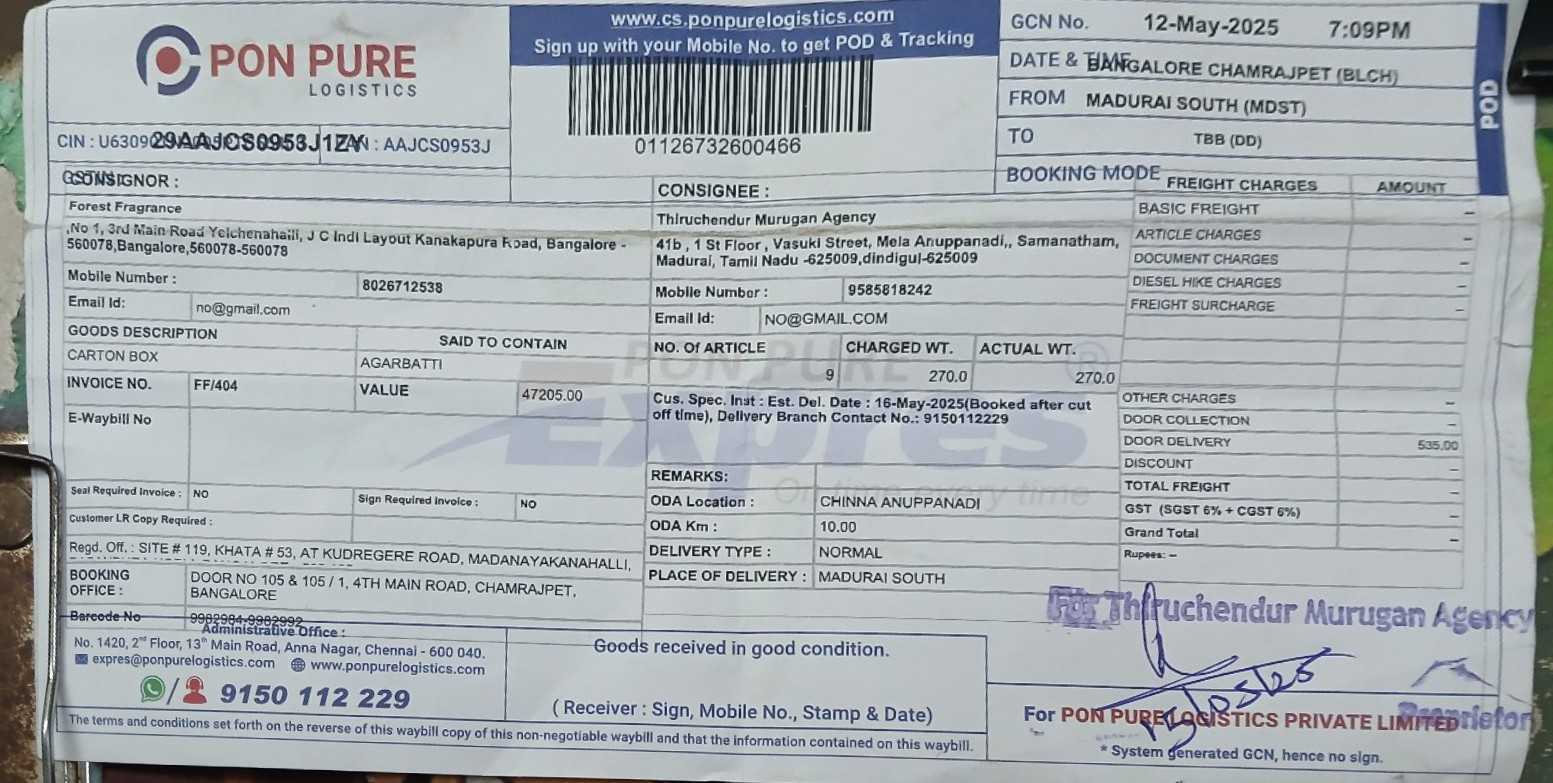 PON PURE
LOGISTICS
www.cs.ponpurelogistics.com
Sign up with your Mobile No. to get POD & Tracking
01126732600466
GCN No. 12-May-2025 7:09PM
DATE & TIME BANGALORE CHAMRAJPET (BLCH)
FROM MADURAI SOUTH (MDST)
TO TBB (DD)
BOOKING MODE
POD
CIN : U6309 29AAJCS0953J1ZY : AAJCS0953J
CONSIGNOR :
Forest Fragrance
,No 1, 3rd Main Road Yelchenahalli, J C Indl Layout Kanakapura Road, Bangalore -
560078,Bangalore,560078-560078
Mobile Number : 8026712538
Email Id: no@gmail.com
CONSIGNEE :
Thiruchendur Murugan Agency
41b , 1 St Floor , Vasuki Street, Mela Anuppanadi,, Samanatham,
Madurai, Tamil Nadu -625009,dindigul-625009
Mobile Number : 9585818242
Email Id: NO@GMAIL.COM
FREIGHT CHARGES AMOUNT
BASIC FREIGHT –
ARTICLE CHARGES –
DOCUMENT CHARGES –
DIESEL HIKE CHARGES –
FREIGHT SURCHARGE –
OTHER CHARGES –
DOOR COLLECTION –
DOOR DELIVERY 535.00
DISCOUNT –
TOTAL FREIGHT –
GST (SGST 6% + CGST 6%) –
Grand Total –
Rupees: –
GOODS DESCRIPTION SAID TO CONTAIN
CARTON BOX AGARBATTI
INVOICE NO. FF/404 VALUE 47205.00
E-Waybill No
Seal Required Invoice : NO Sign Required Invoice : NO
Customer LR Copy Required :
Regd. Off. : SITE # 119, KHATA # 53, AT KUDREGERE ROAD, MADANAYAKANAHALLI,
BOOKING OFFICE : DOOR NO 105 & 105 / 1, 4TH MAIN ROAD, CHAMRAJPET,
BANGALORE
Barcode No 9982984-9982992
NO. Of ARTICLE CHARGED WT. ACTUAL WT.
9 270.0 270.0
PON PURE
Expres
On time every time
Cus. Spec. Inst : Est. Del. Date : 16-May-2025(Booked after cut
off time), Delivery Branch Contact No.: 9150112229
REMARKS:
ODA Location : CHINNA ANUPPANADI
ODA Km : 10.00
DELIVERY TYPE : NORMAL
PLACE OF DELIVERY : MADURAI SOUTH
Administrative Office :
No. 1420, 2nd Floor, 13th Main Road, Anna Nagar, Chennai - 600 040.
expres@ponpurelogistics.com www.ponpurelogistics.com
9150 112 229
Goods received in good condition.
( Receiver : Sign, Mobile No., Stamp & Date)
For Thiruchendur Murugan Agency
Proprietor
For PON PURE LOGISTICS PRIVATE LIMITED
* System generated GCN, hence no sign.
The terms and conditions set forth on the reverse of this waybill copy of this non-negotiable waybill and that the information contained on this waybill.